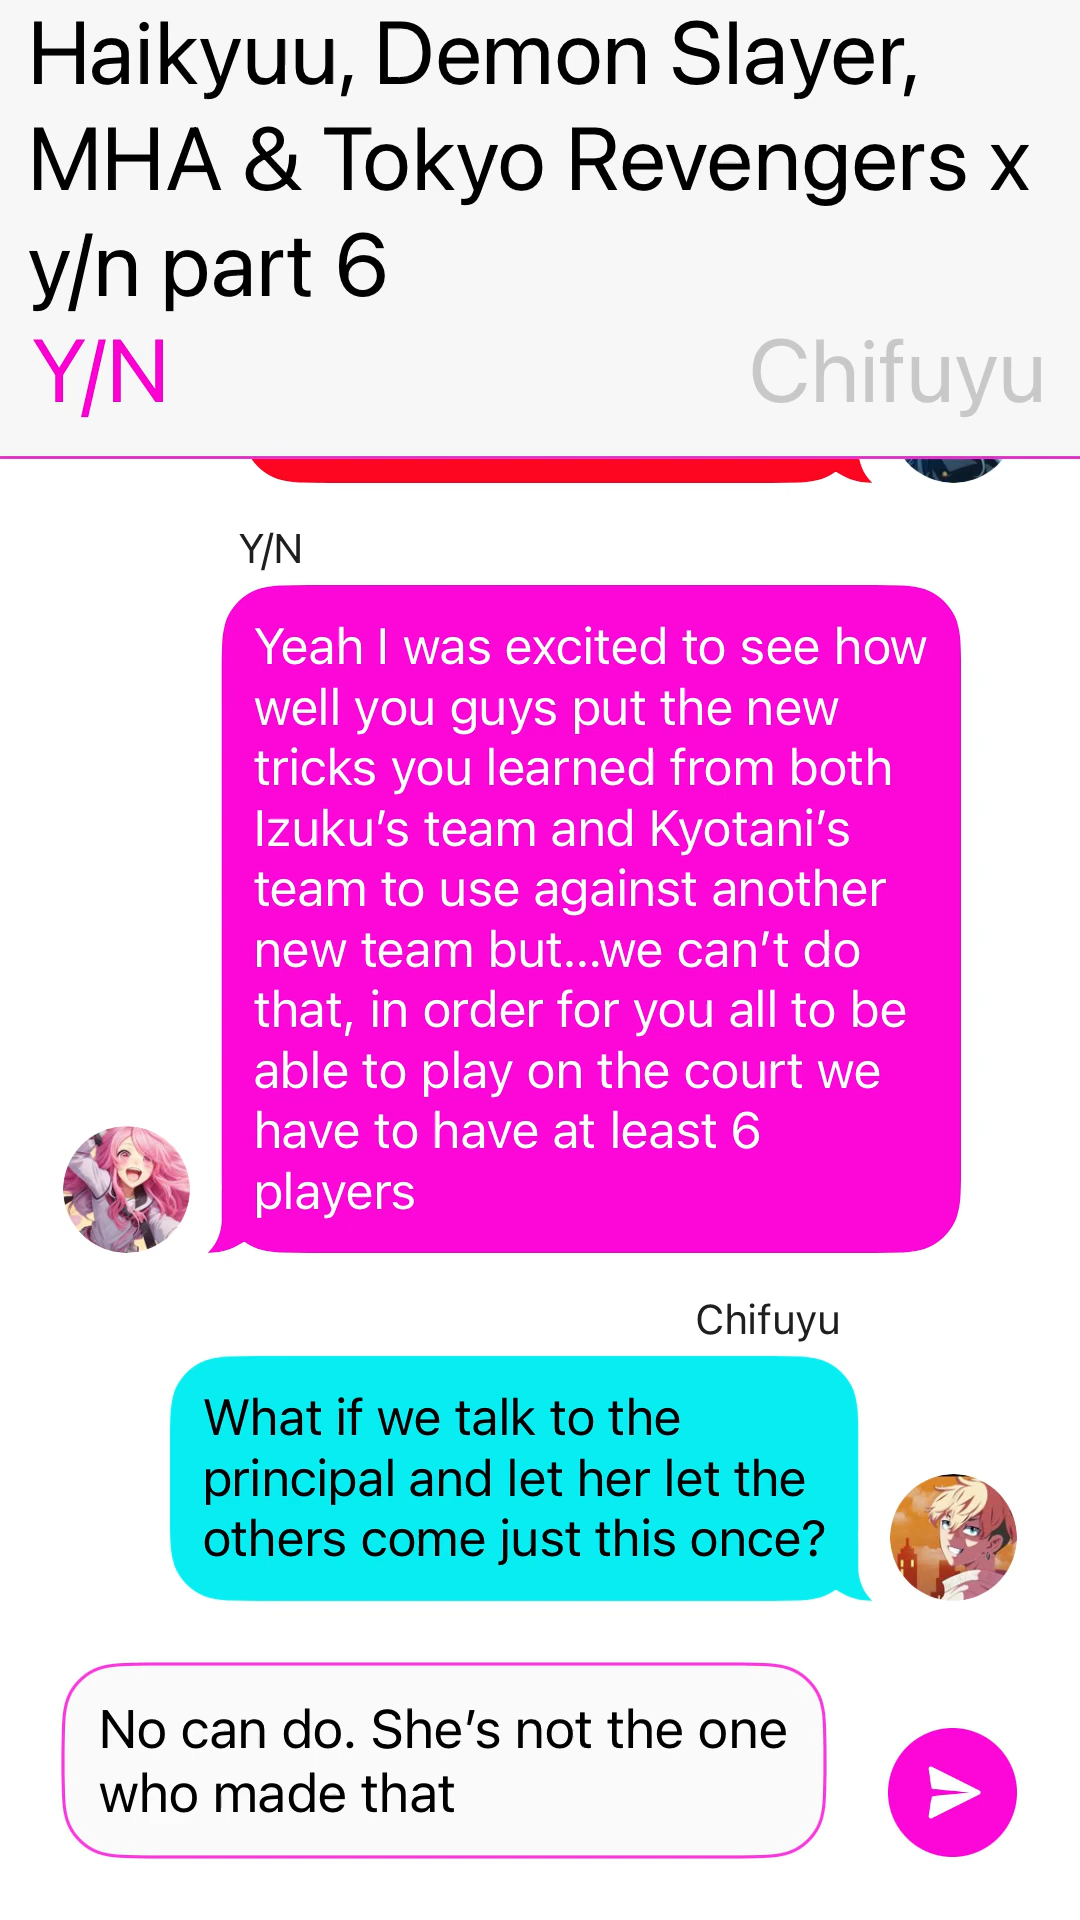 Haikyuu, Demon Slayer,
MHA & Tokyo Revengers x
y/n part 6
Y/N
Chifuyu
Y/N
Yeah I was excited to see how
well you guys put the new
tricks you learned from both
Izuku’s team and Kyotani’s
team to use against another
new team but...we can’t do
that, in order for you all to be
able to play on the court we
have to have at least 6
players
Chifuyu
What if we talk to the
principal and let her let the
others come just this once?
No can do. She’s not the one
who made that